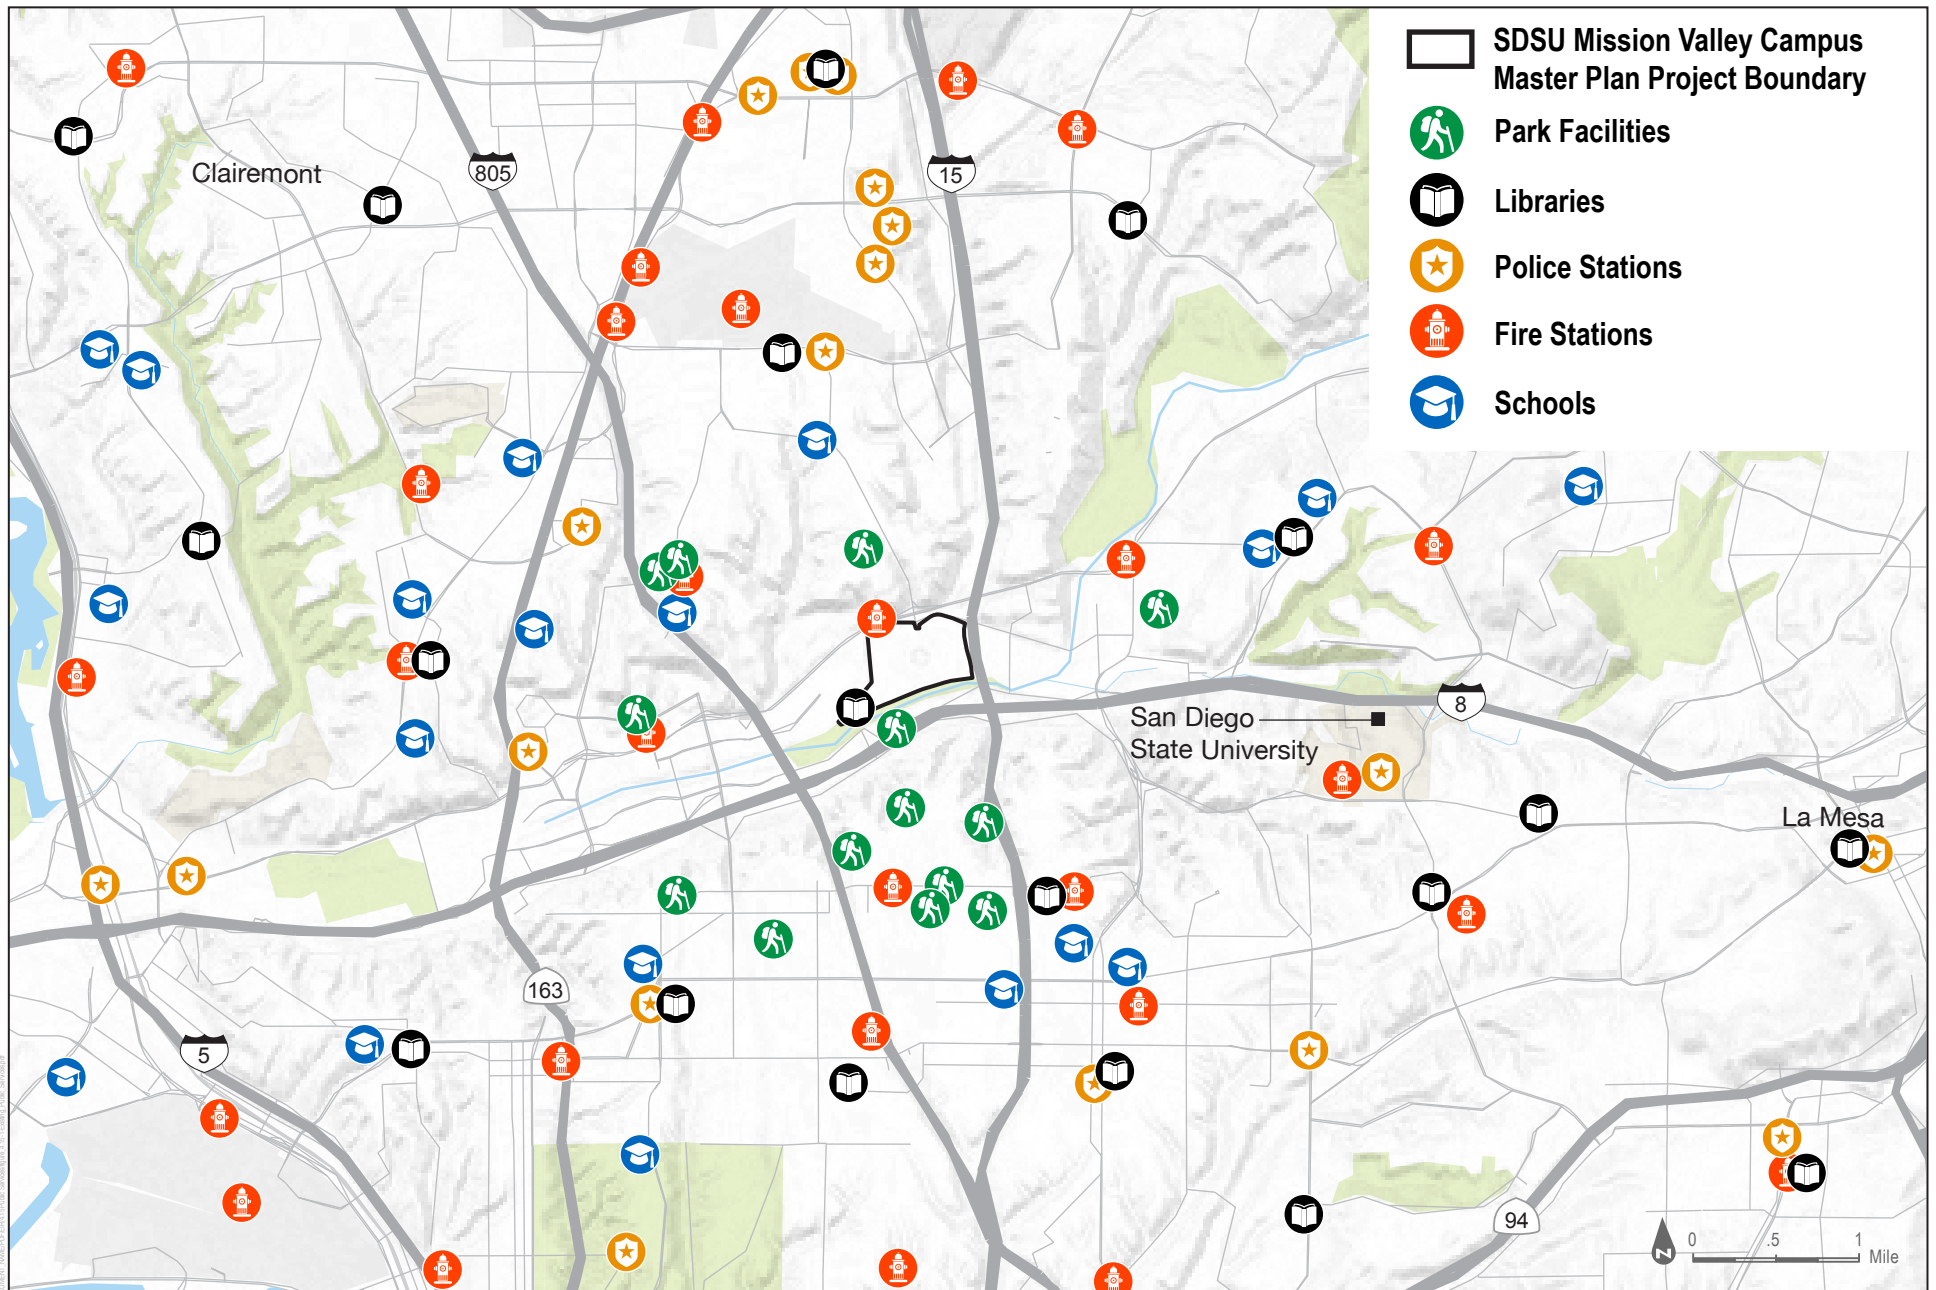 SDSU Mission Valley Campus
Master Plan Project Boundary
Park Facilities
Libraries
Police Stations
Fire Stations
Schools
Clairemont
805
15
San Diego
State University
8
La Mesa
163
5
94
N
0 .5 1
Mile